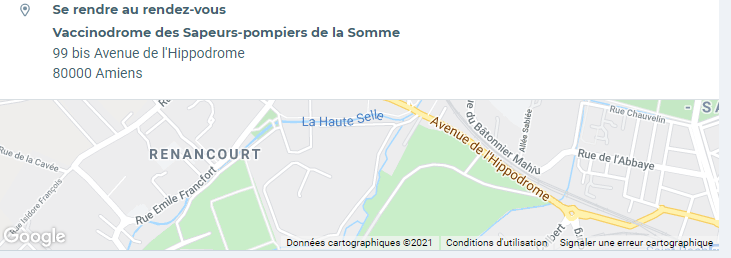 Se rendre au rendez-vous
Vaccinodrome des Sapeurs-pompiers de la Somme
99 bis Avenue de l'Hippodrome
80000 Amiens
La Haute Selle
Rue Chauvelin
- SA
Avenue de l'Hippodrome
e du Bâtonnier Mahiu
Allée Sablée
Rue de la Cavée
RENANCOURT
Rue de l'Abbaye
Rue Emile Francfort
Rue Isidore François
bert
Google
Données cartographiques ©2021
Conditions d'utilisation
Signaler une erreur cartographique